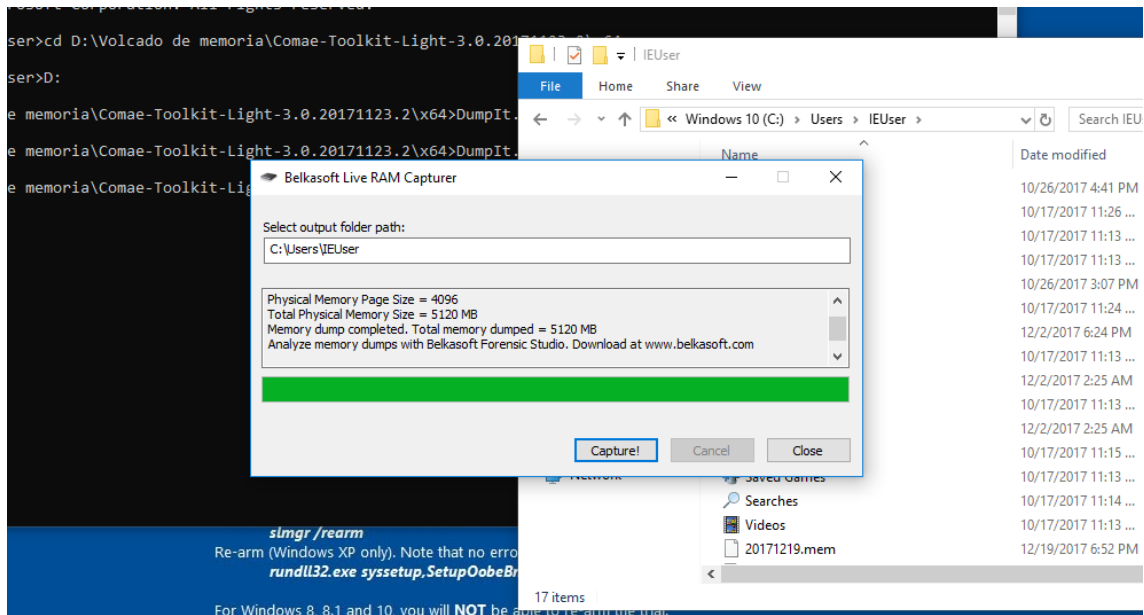 ser>cd D:\Volcado de memoria\Comae-Toolkit-Light-3.0.20171123.2\x64
ser>D:
e memoria\Comae-Toolkit-Light-3.0.20171123.2\x64>DumpIt.
e memoria\Comae-Toolkit-Light-3.0.20171123.2\x64>DumpIt.
e memoria\Comae-Toolkit-Lig
IEUser
File Home Share View
« Windows 10 (C:) > Users > IEUser >
Search IEU
Name Date modified
10/26/2017 4:41 PM
10/17/2017 11:26 ...
10/17/2017 11:13 ...
10/17/2017 11:13 ...
10/26/2017 3:07 PM
10/17/2017 11:24 ...
12/2/2017 6:24 PM
10/17/2017 11:13 ...
12/2/2017 2:25 AM
10/17/2017 11:13 ...
12/2/2017 2:25 AM
10/17/2017 11:15 ...
Saved Games 10/17/2017 11:13 ...
Searches 10/17/2017 11:14 ...
Videos 10/17/2017 11:13 ...
20171219.mem 12/19/2017 6:52 PM
Network
17 items
Belkasoft Live RAM Capturer
Select output folder path:
C:\Users\IEUser
Physical Memory Page Size = 4096
Total Physical Memory Size = 5120 MB
Memory dump completed. Total memory dumped = 5120 MB
Analyze memory dumps with Belkasoft Forensic Studio. Download at www.belkasoft.com
Capture! Cancel Close
slmgr /rearm
Re-arm (Windows XP only). Note that no erro
rundll32.exe syssetup,SetupOobeBr
For Windows 8, 8.1 and 10, you will NOT be able to re-arm the trial.